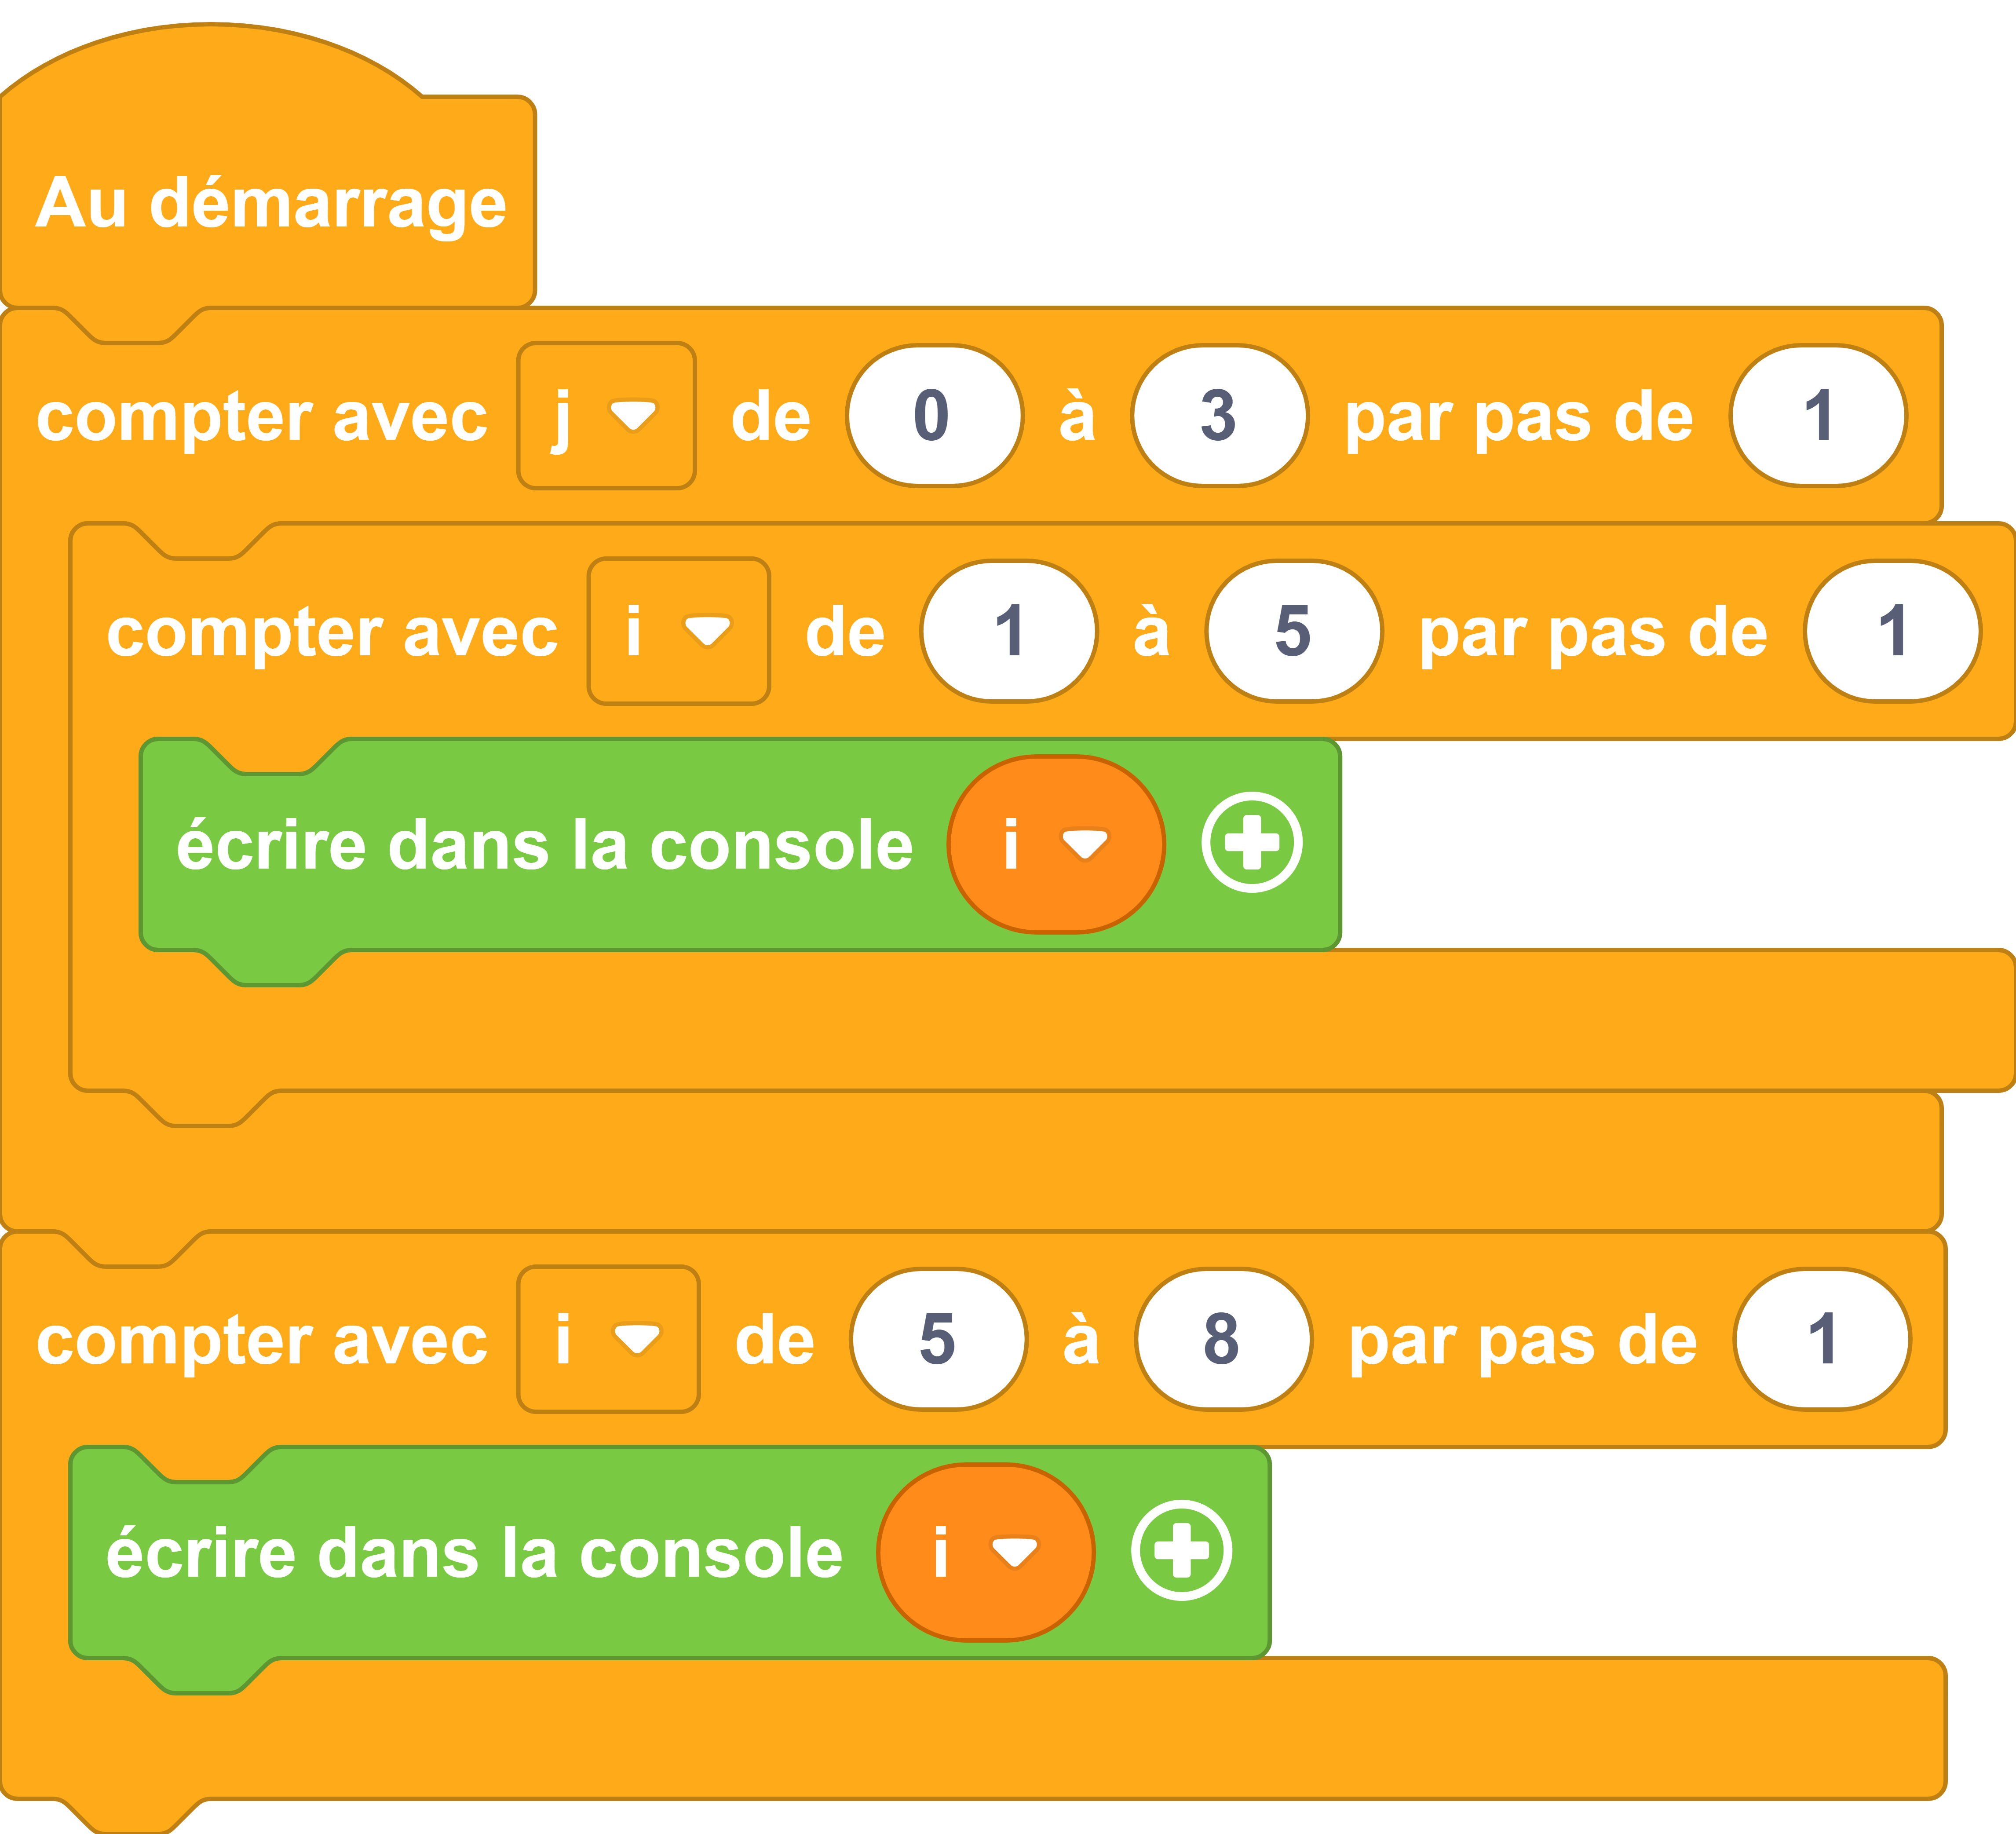 Au démarrage
compter avec j de 0 à 3 par pas de 1
compter avec i de 1 à 5 par pas de 1
écrire dans la console i
compter avec i de 5 à 8 par pas de 1
écrire dans la console i